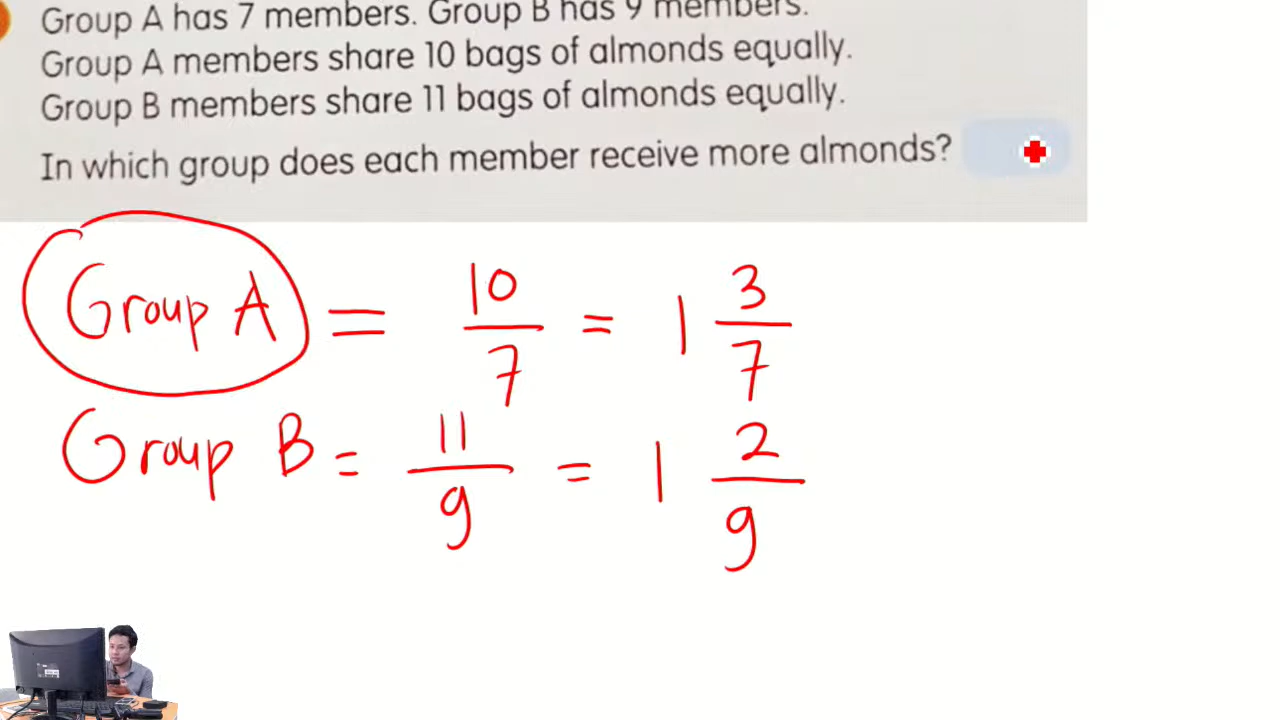 Group A has 7 members. Group B has 9 members.
Group A members share 10 bags of almonds equally.
Group B members share 11 bags of almonds equally.
In which group does each member receive more almonds?
Group A = 10/7 = 1 3/7
Group B = 11/9 = 1 2/9